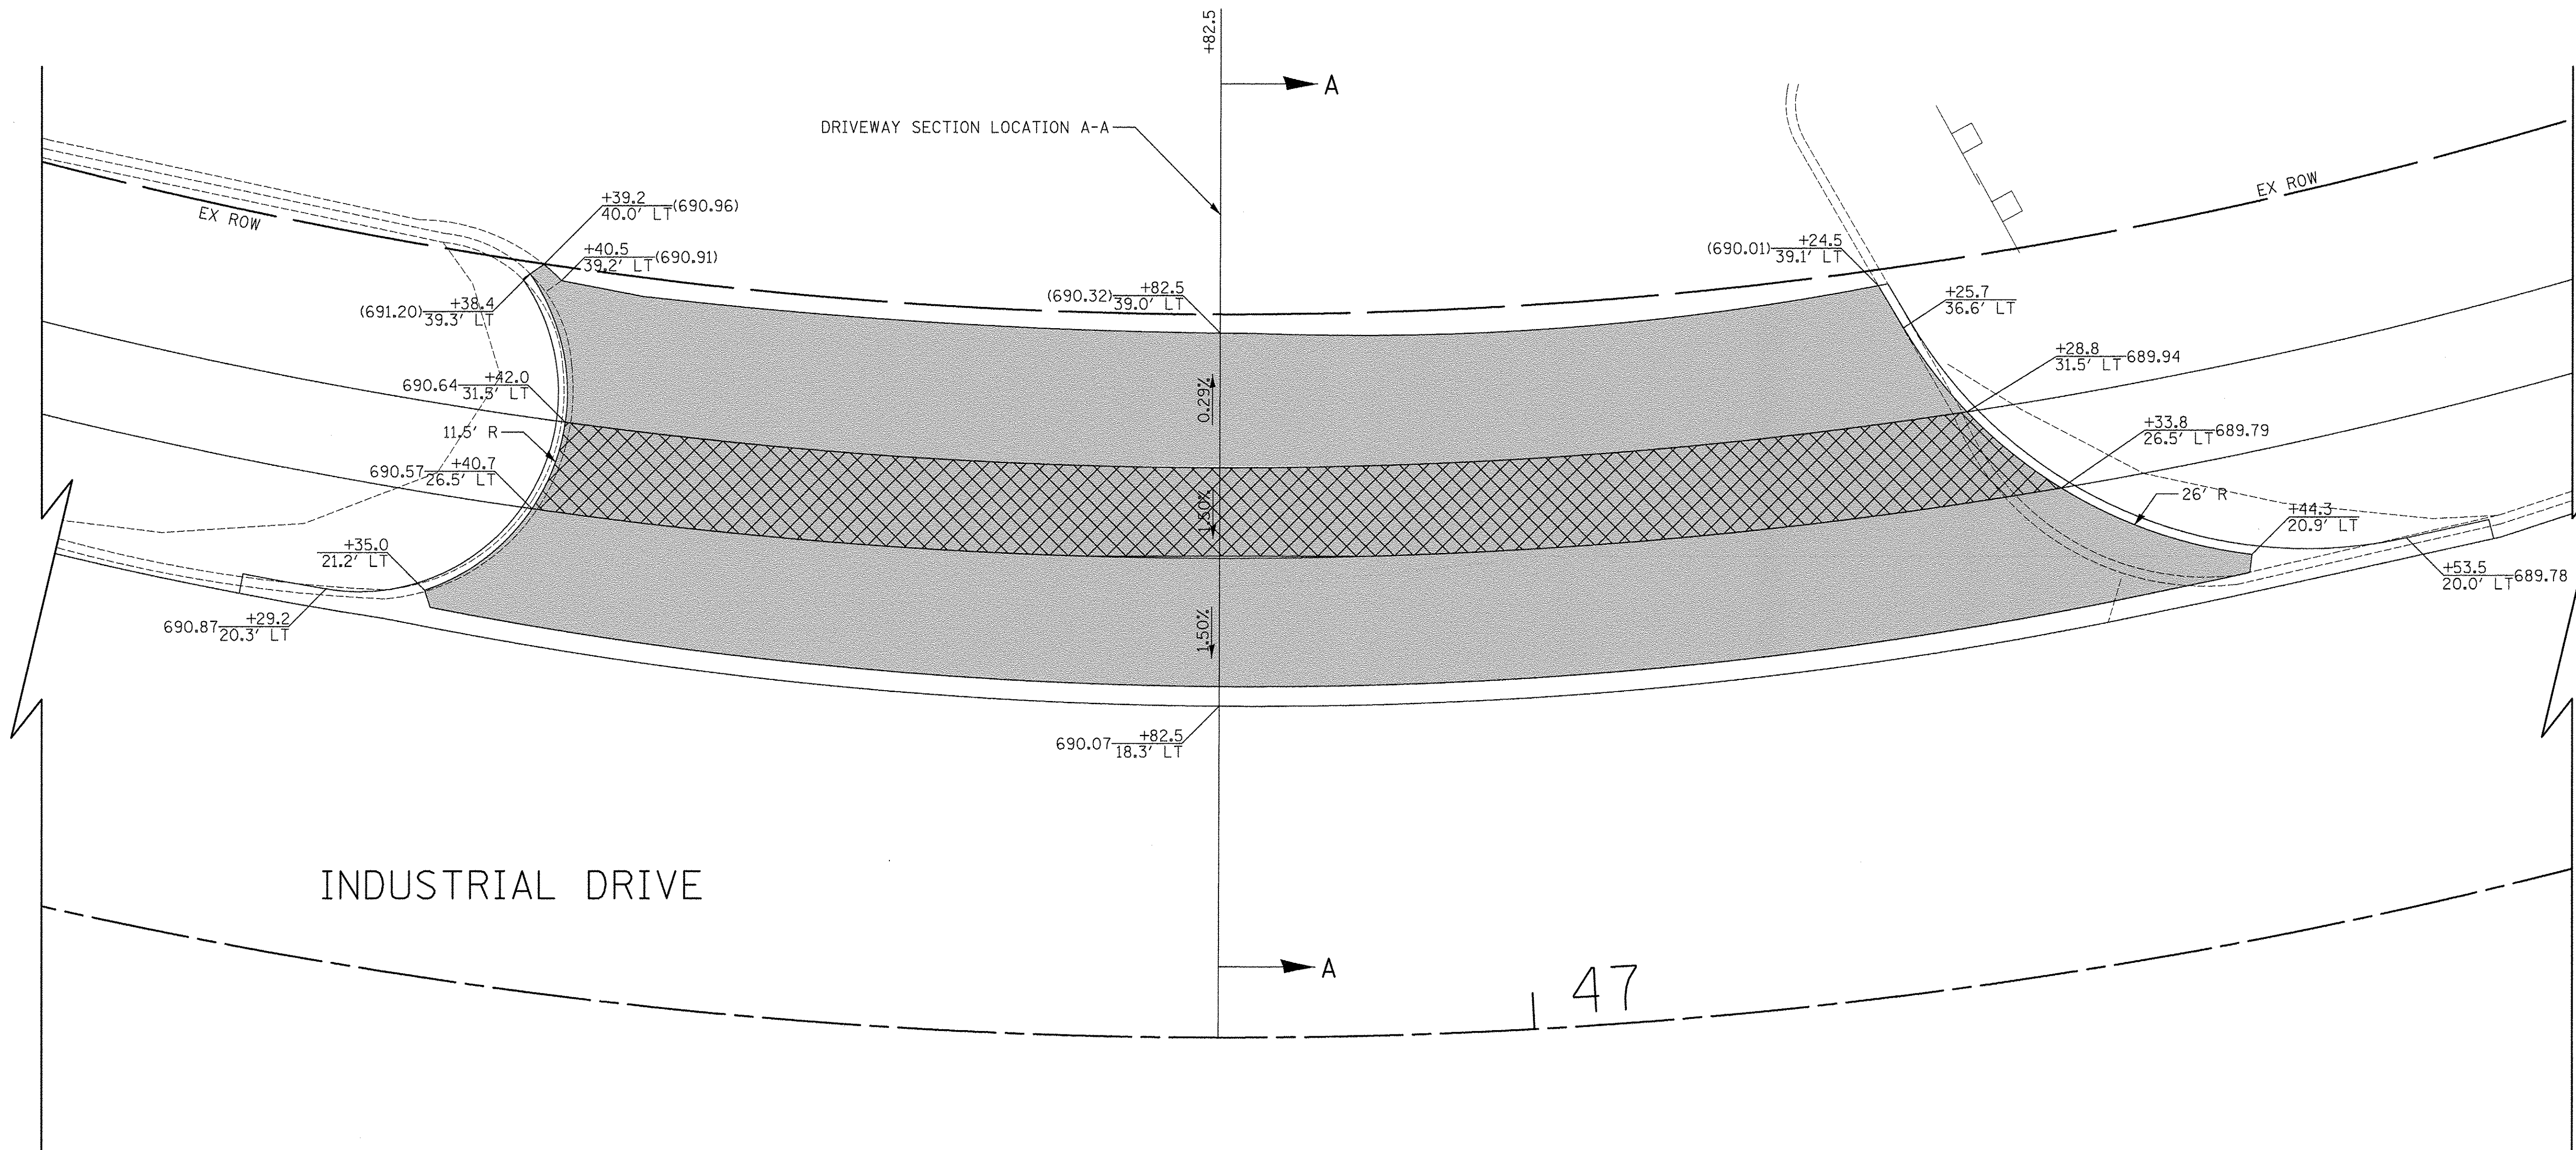 +82.5
A
DRIVEWAY SECTION LOCATION A-A
EX ROW
EX ROW
+39.2
40.0' LT (690.96)
+40.5
39.2' LT (690.91)
(691.20) +38.4
39.3' LT
(690.32) +82.5
39.0' LT
(690.01) +24.5
39.1' LT
+25.7
36.6' LT
+28.8
31.5' LT 689.94
690.64 +42.0
31.5' LT
0.29%
11.5' R
+33.8
26.5' LT 689.79
690.57 +40.7
26.5' LT
1.50%
26' R
+44.3
20.9' LT
+35.0
21.2' LT
+53.5
20.0' LT 689.78
690.87 +29.2
20.3' LT
1.50%
690.07 +82.5
18.3' LT
INDUSTRIAL DRIVE
A
47